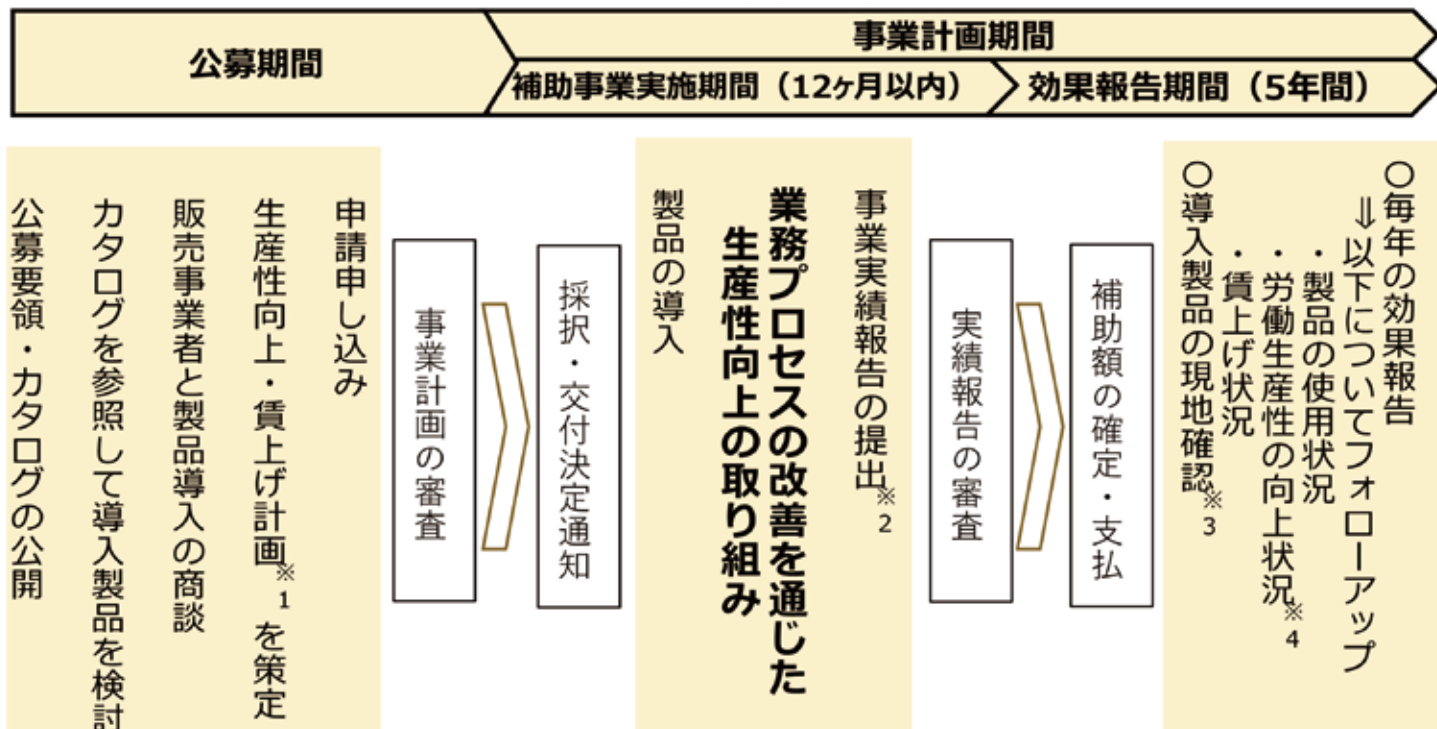 公募期間
事業計画期間
補助事業実施期間（12ヶ月以内）
効果報告期間（5年間）
公募要領・カタログの公開
カタログを参照して導入製品を検討
販売事業者と製品導入の商談
生産性向上・賃上げ計画※1を策定
申請申し込み
事業計画の審査
採択・交付決定通知
製品の導入
業務プロセスの改善を通じた
生産性向上の取り組み
事業実績報告の提出※2
実績報告の審査
補助額の確定・支払
○毎年の効果報告
⇒以下についてフォローアップ
・製品の使用状況
・労働生産性の向上状況※4
・賃上げ状況
○導入製品の現地確認※3